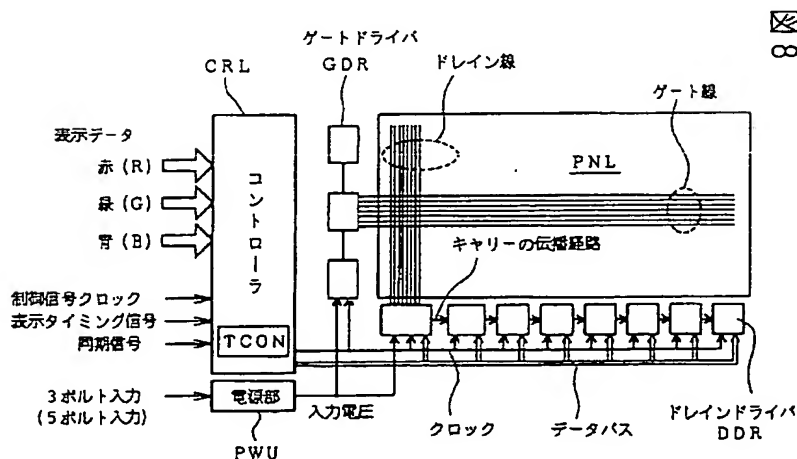 図8
ゲートドライバ
GDR
ドレイン線
CRL
ゲート線
表示データ
赤(R)
緑(G)
青(B)
コントローラ
PNL
キャリーの伝播経路
制御信号クロック
表示タイミング信号
同期信号
TCON
3ボルト入力
(5ボルト入力)
電源部
入力電圧
PWU
クロック
データバス
ドレインドライバ
DDR